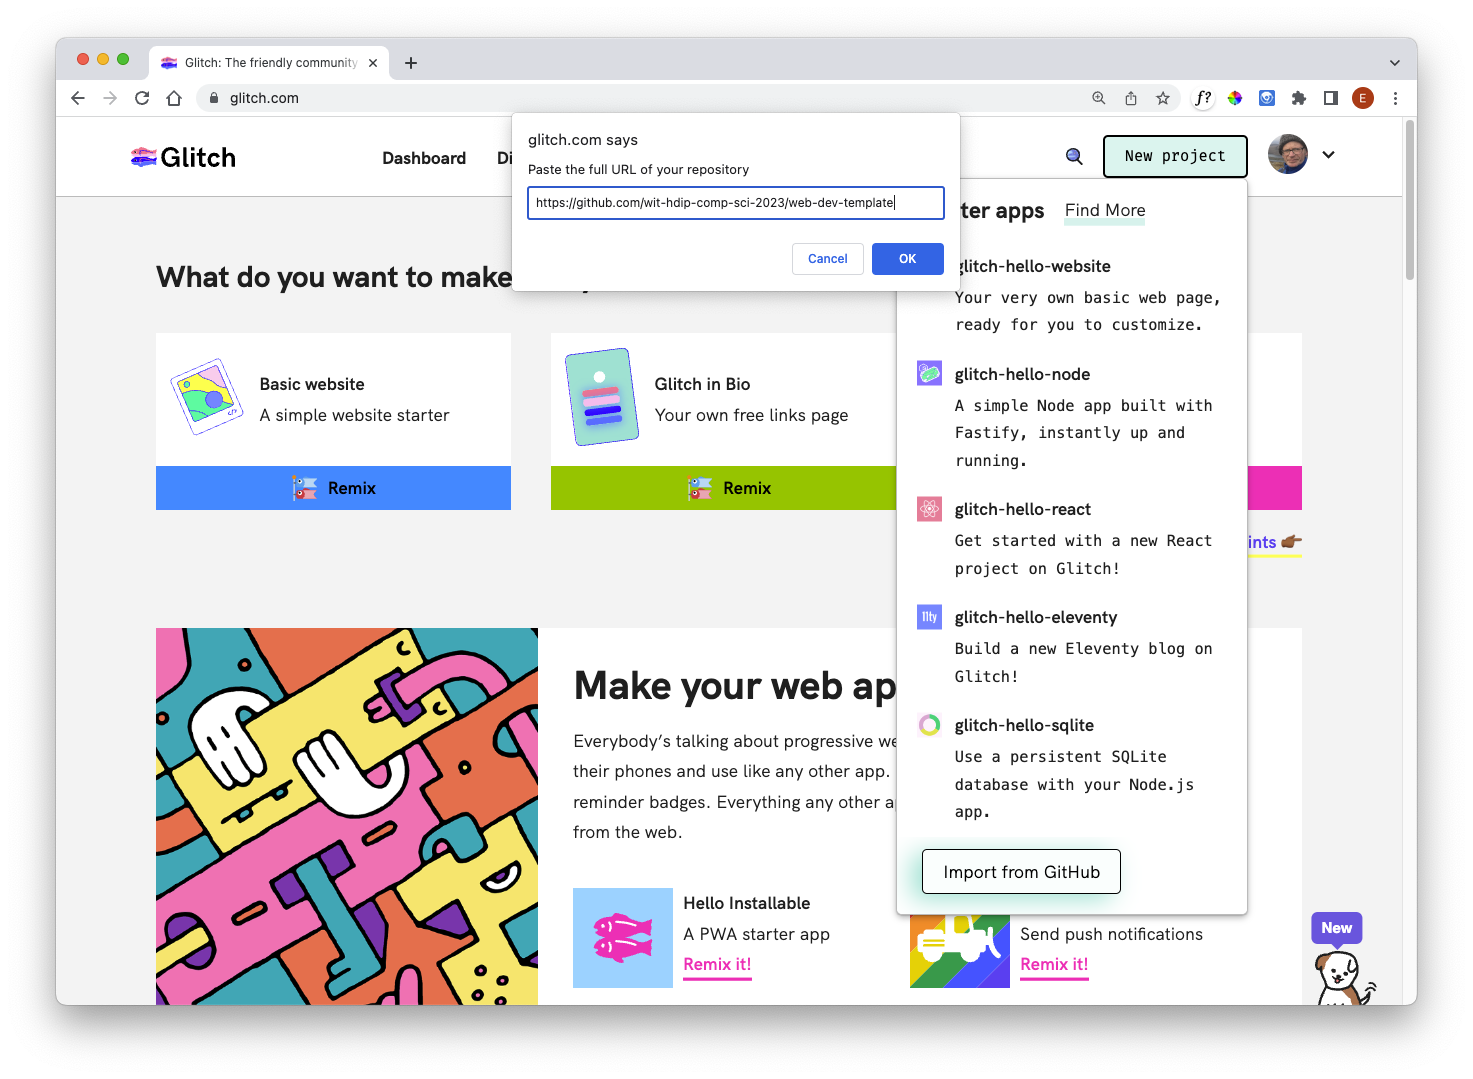 Glitch: The friendly community
glitch.com
f?
E
Glitch
Dashboard
New project
glitch.com says
Paste the full URL of your repository
https://github.com/wit-hdip-comp-sci-2023/web-dev-template
Cancel
OK
ter apps
Find More
glitch-hello-website
Your very own basic web page,
ready for you to customize.
What do you want to make
Basic website
A simple website starter
Remix
Glitch in Bio
Your own free links page
Remix
glitch-hello-node
A simple Node app built with
Fastify, instantly up and
running.
glitch-hello-react
Get started with a new React
project on Glitch!
ints
11ty
glitch-hello-eleventy
Build a new Eleventy blog on
Glitch!
glitch-hello-sqlite
Use a persistent SQLite
database with your Node.js
app.
Import from GitHub
Make your web ap
Everybody’s talking about progressive we
their phones and use like any other app.
reminder badges. Everything any other a
from the web.
Hello Installable
A PWA starter app
Remix it!
Send push notifications
Remix it!
New